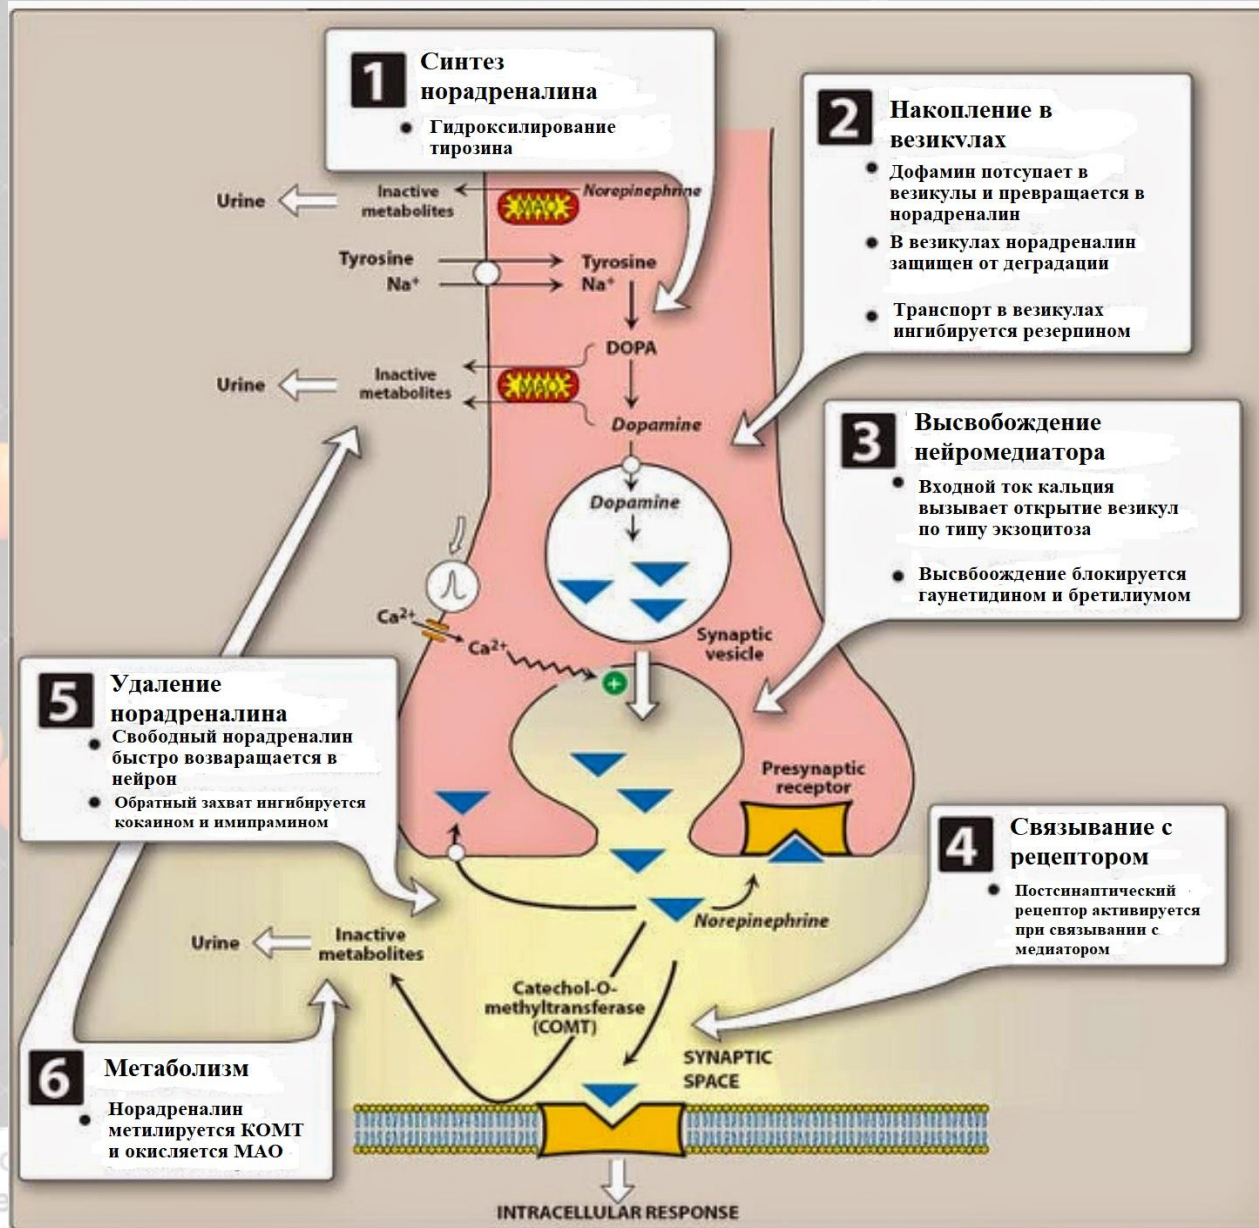 1
Синтез
норадреналина
● Гидроксилирование
тирозина
2
Накопление в
везикулах
● Дофамин потсупает в
везикулы и превращается в
норадреналин
● В везикулах норадреналин
защищен от деградации
● Транспорт в везикулах
ингибируется резерпином
Urine
Inactive
metabolites
MAO
Norepinephrine
Tyrosine
Na⁺
Tyrosine
Na⁺
DOPA
Urine
Inactive
metabolites
MAO
Dopamine
3
Высвобождение
нейромедиатора
● Входной ток кальция
вызывает открытие везикул
по типу экзоцитоза
● Высвбоождение блокируется
гаунетидином и бретилиумом
Dopamine
Ca²⁺
Ca²⁺
+
Synaptic
vesicle
5
Удаление
норадреналина
● Свободный норадреналин
быстро возваращается в
нейрон
● Обратный захват ингибируется
кокаином и имипрамином
Presynaptic
receptor
4
Связывание с
рецептором
● Постсинаптический
рецептор активируется
при связывании с
медиатором
Norepinephrine
Urine
Inactive
metabolites
Catechol-O-
methyltransferase
(COMT)
SYNAPTIC
SPACE
6
Метаболизм
● Норадреналин
метилируется КОМТ
и окисляется МАО
INTRACELLULAR RESPONSE